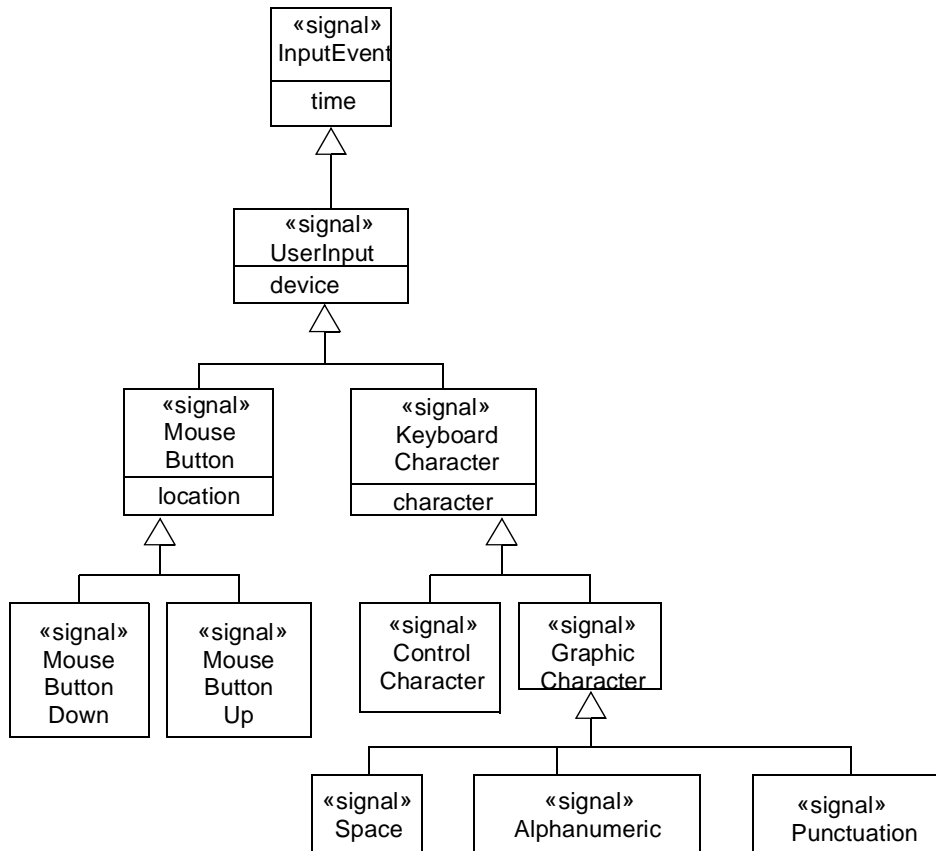 «signal»
InputEvent
time
«signal»
UserInput
device
«signal»
Mouse
Button
location
«signal»
Keyboard
Character
character
«signal»
Mouse
Button
Down
«signal»
Mouse
Button
Up
«signal»
Control
Character
«signal»
Graphic
Character
«signal»
Space
«signal»
Alphanumeric
«signal»
Punctuation